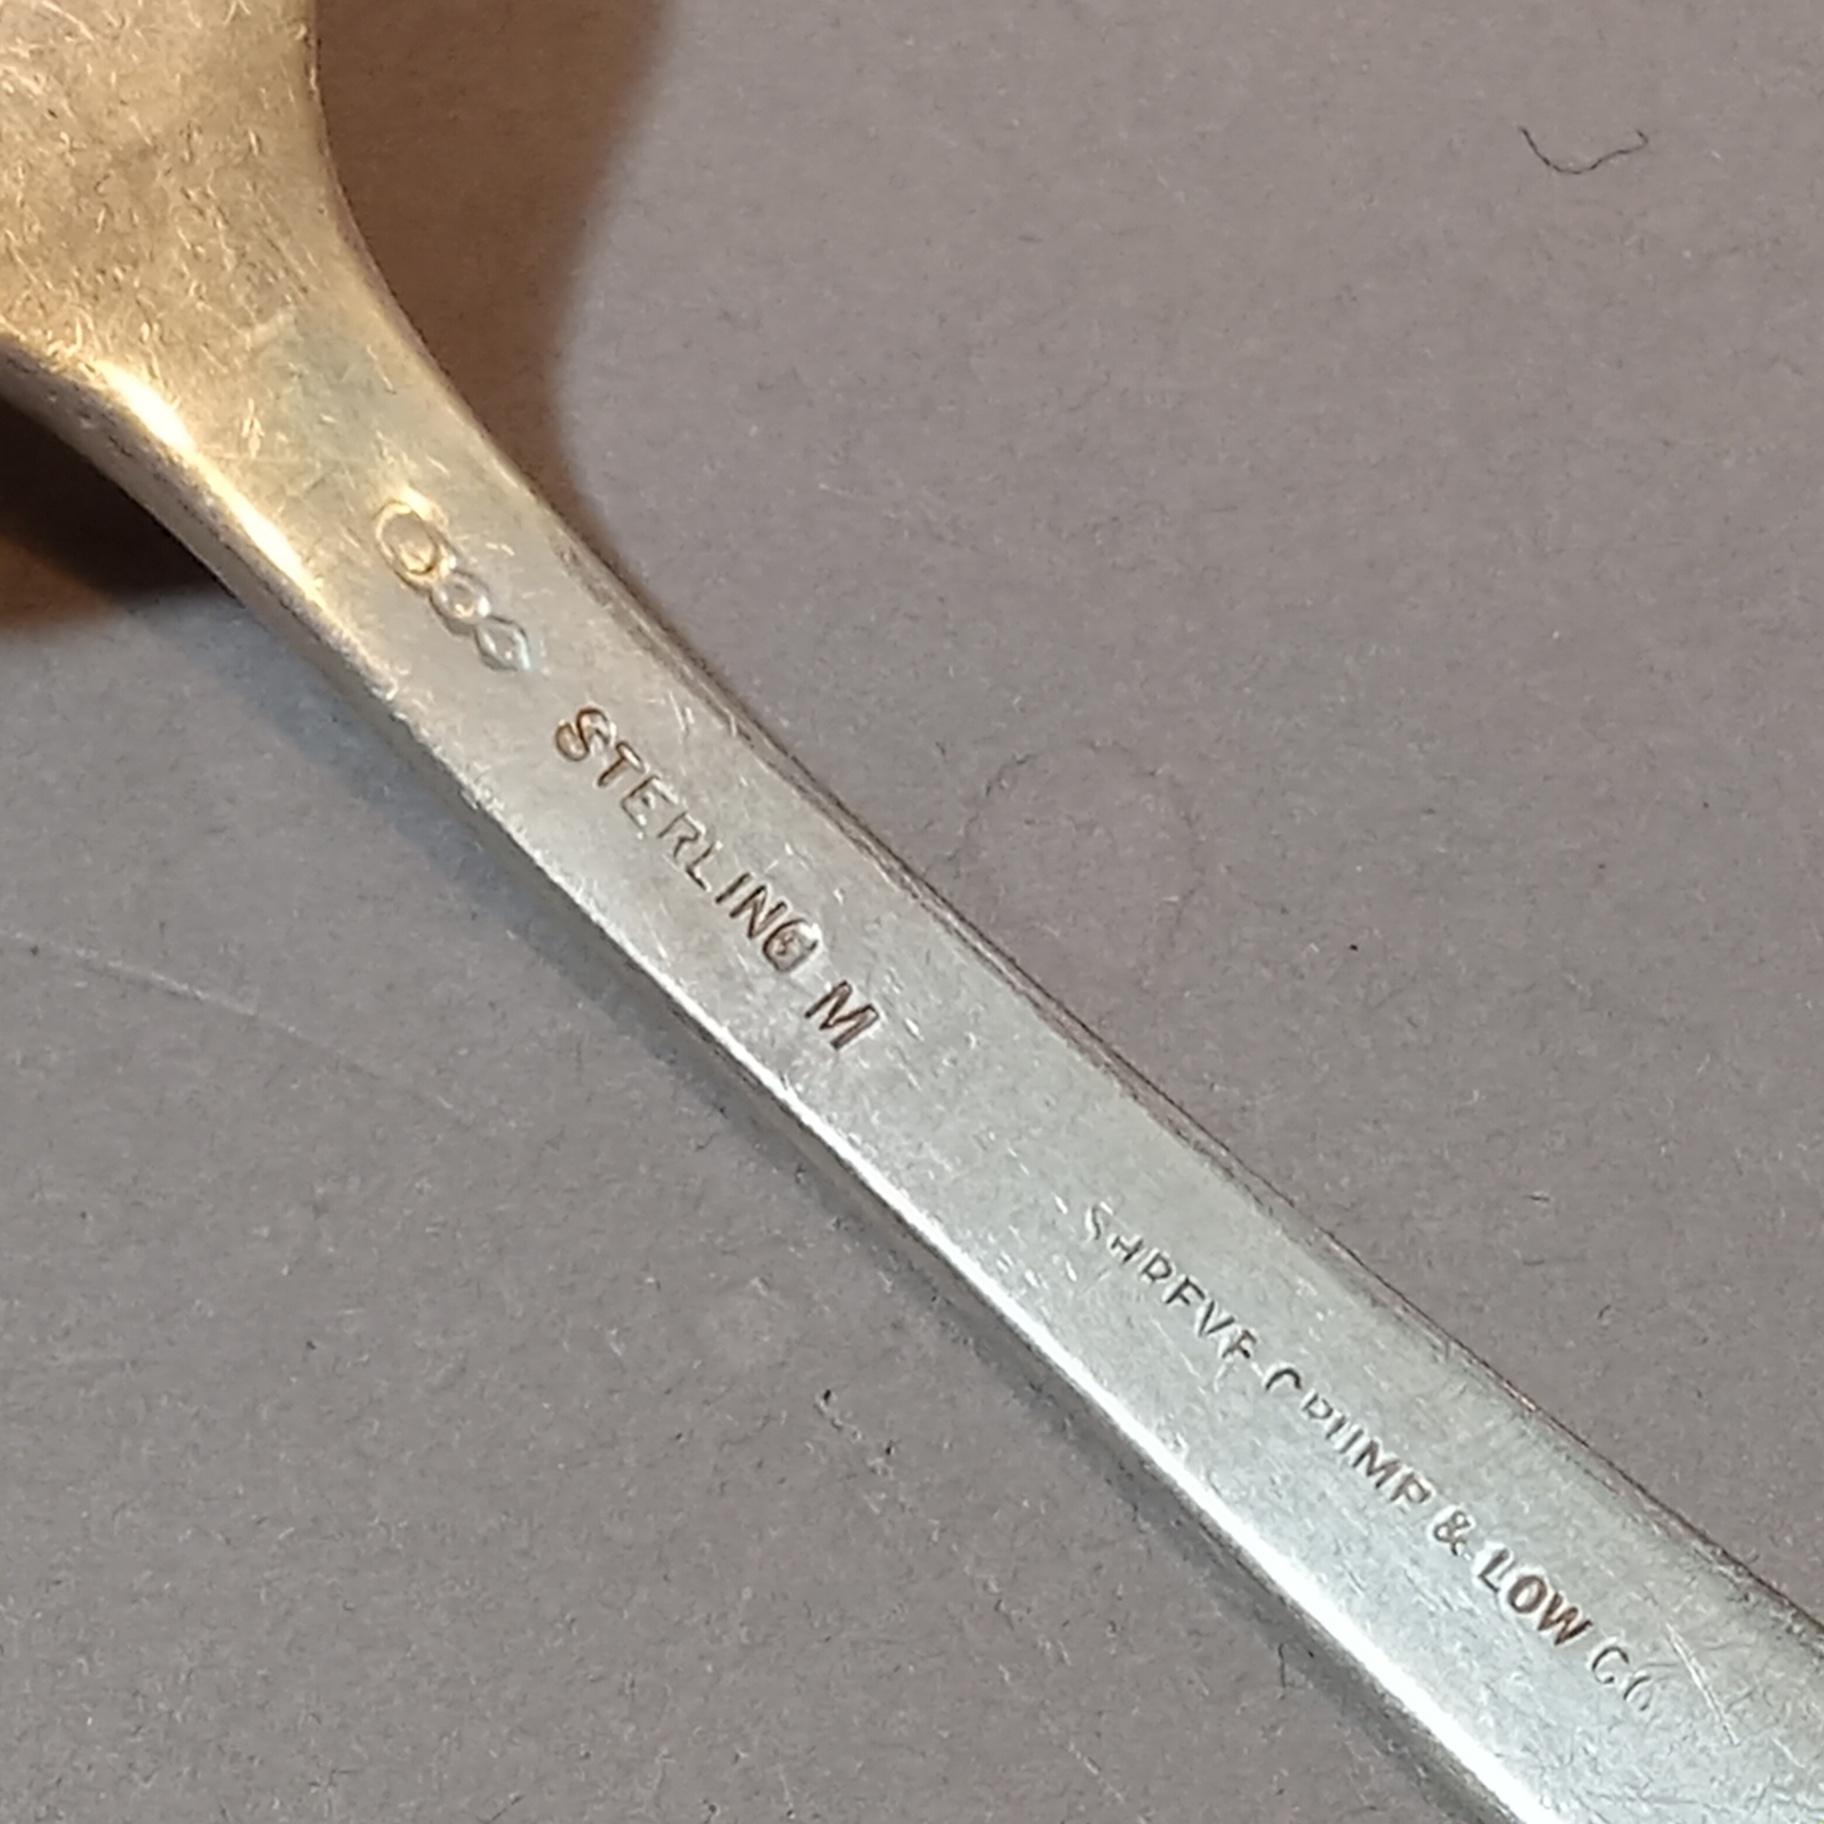 STERLING M
SHREVE CRUMP & LOW CO